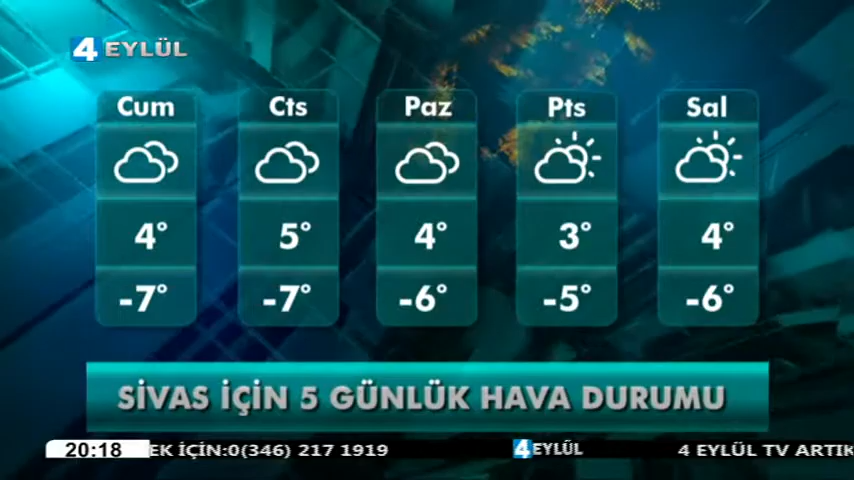 4 EYLÜL
Cum Cts Paz Pts Sal
4° 5° 4° 3° 4°
-7° -7° -6° -5° -6°
SİVAS İÇİN 5 GÜNLÜK HAVA DURUMU
20:18 EK İÇİN:0(346) 217 1919 4 EYLÜL 4 EYLÜL TV ARTIK